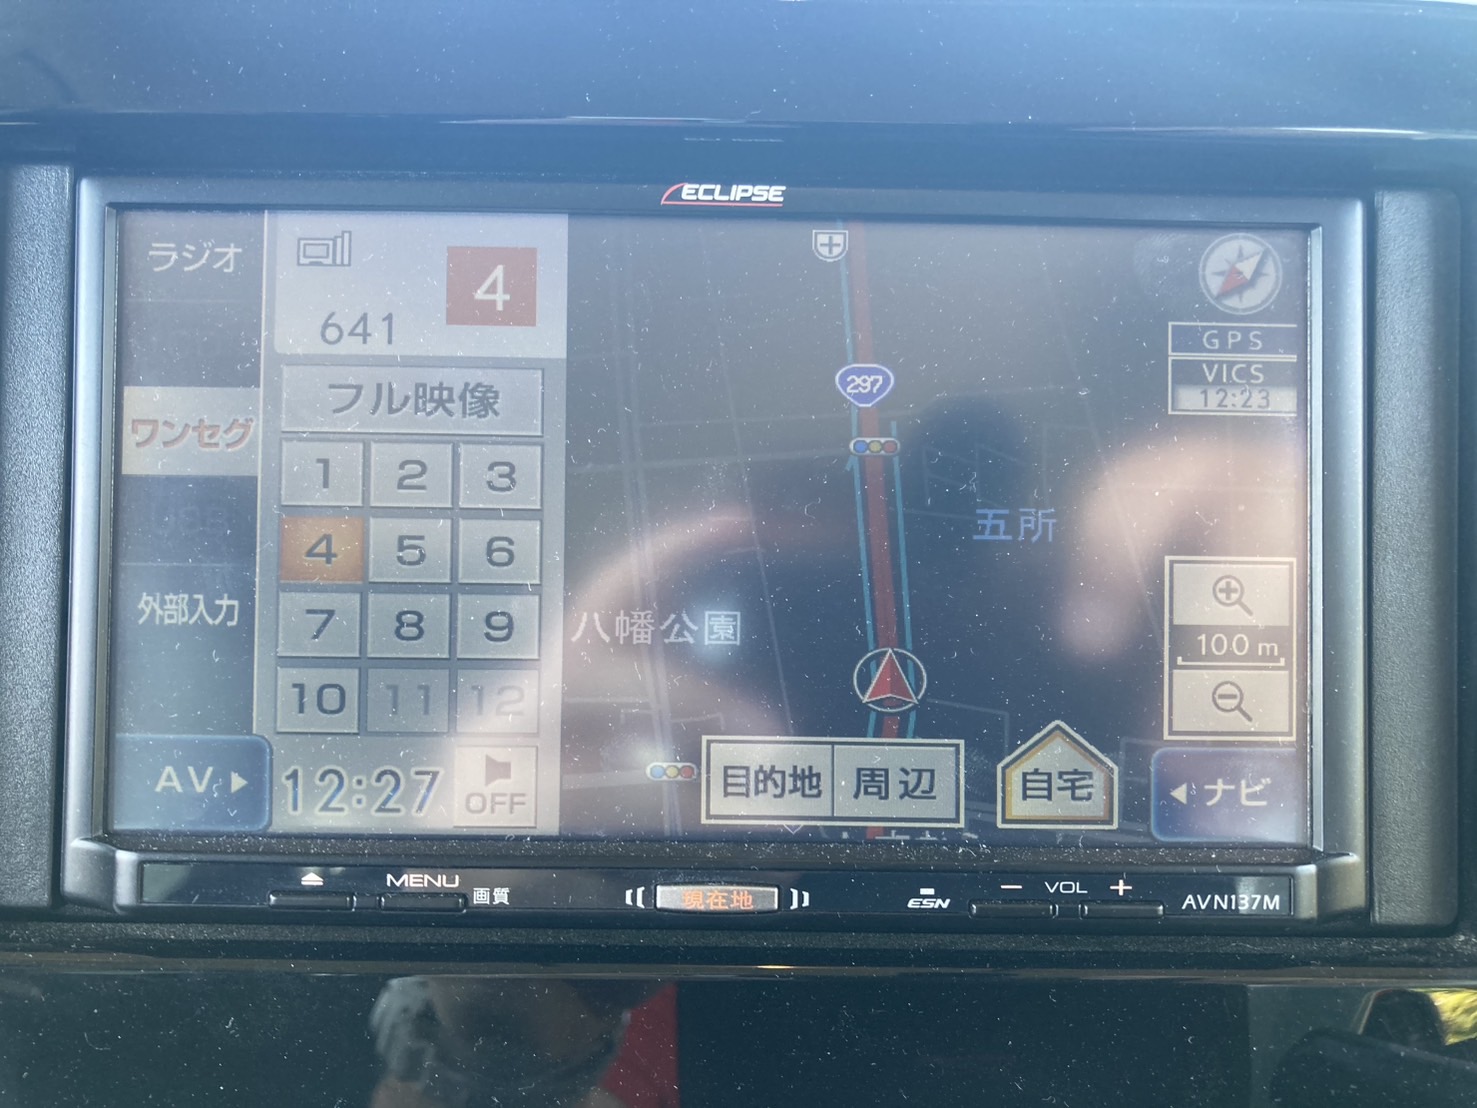 ECLIPSE
ラジオ
4
641
GPS
VICS
12:23
フル映像
297
ワンセグ
1 2 3
4 5 6
五所
7 8 9
外部入力
八幡公園
100m
10 11 12
AV
12:27
OFF
目的地 周辺
自宅
ナビ
MENU
画質
現在地
ESN
VOL
AVN137M